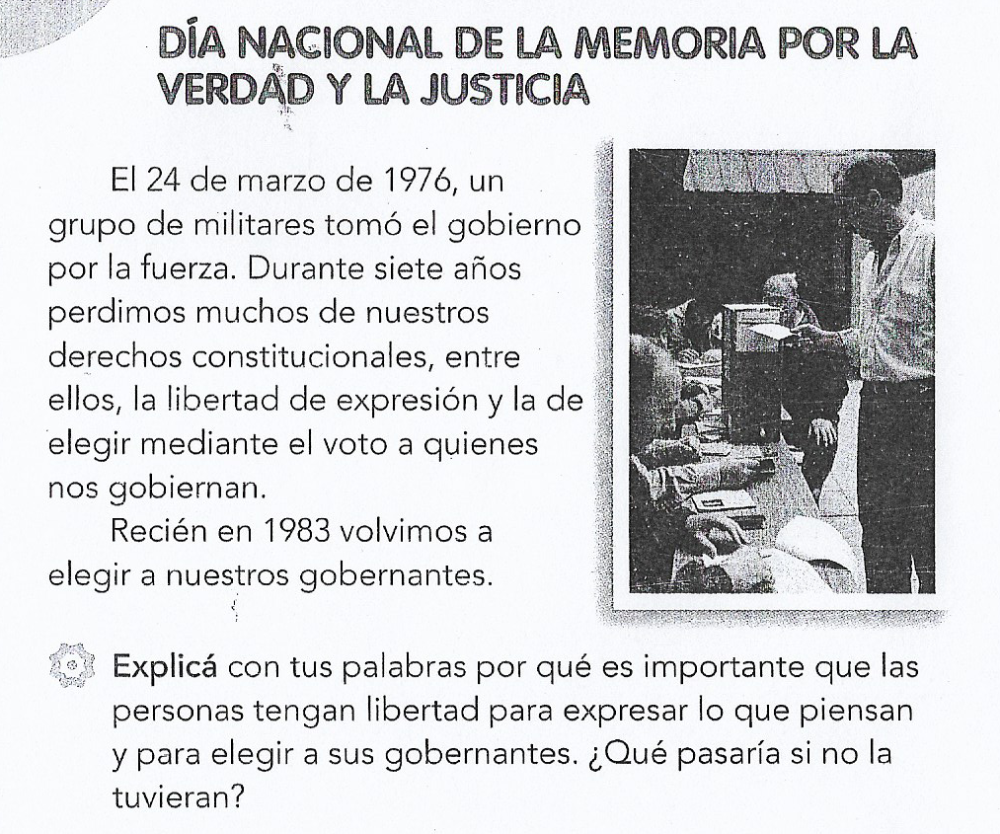 DÍA NACIONAL DE LA MEMORIA POR LA
VERDAD Y LA JUSTICIA
El 24 de marzo de 1976, un
grupo de militares tomó el gobierno
por la fuerza. Durante siete años
perdimos muchos de nuestros
derechos constitucionales, entre
ellos, la libertad de expresión y la de
elegir mediante el voto a quienes
nos gobiernan.
Recién en 1983 volvimos a
elegir a nuestros gobernantes.
Explicá con tus palabras por qué es importante que las
personas tengan libertad para expresar lo que piensan
y para elegir a sus gobernantes. ¿Qué pasaría si no la
tuvieran?